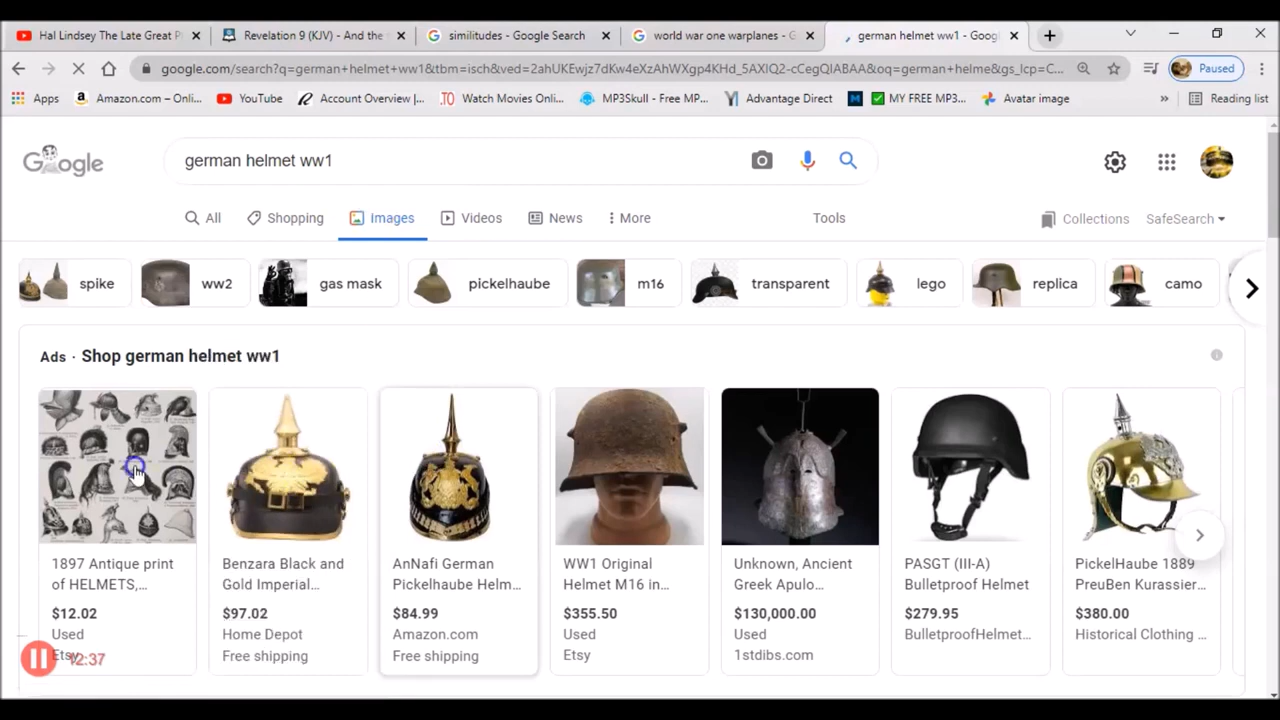 Hal Lindsey The Late Great P
Revelation 9 (KJV) - And the
similitudes - Google Search
world war one warplanes - G
german helmet ww1 - Goog
google.com/search?q=german+helmet+ww1&tbm=isch&ved=2ahUKEwjz7dKw4eXzAhWXgp4KHd_5AXIQ2-cCegQIABAA&oq=german+helme&gs_lcp=C...
Paused
Apps
Amazon.com – Onli...
YouTube
Account Overview |...
Watch Movies Onli...
MP3Skull - Free MP...
Advantage Direct
MY FREE MP3...
Avatar image
»
Reading list
Google
german helmet ww1
All
Shopping
Images
Videos
News
More
Tools
Collections
SafeSearch
spike
ww2
gas mask
pickelhaube
m16
transparent
lego
replica
camo
Ads · Shop german helmet ww1
1897 Antique print
of HELMETS,...
$12.02
Used
Etsy
Benzara Black and
Gold Imperial...
$97.02
Home Depot
Free shipping
AnNafi German
Pickelhaube Helm...
$84.99
Amazon.com
Free shipping
WW1 Original
Helmet M16 in...
$355.50
Used
Etsy
Unknown, Ancient
Greek Apulo...
$130,000.00
Used
1stdibs.com
PASGT (III-A)
Bulletproof Helmet
$279.95
BulletproofHelmet...
PickelHaube 1889
PreuBen Kurassier...
$380.00
Historical Clothing ...
12:37